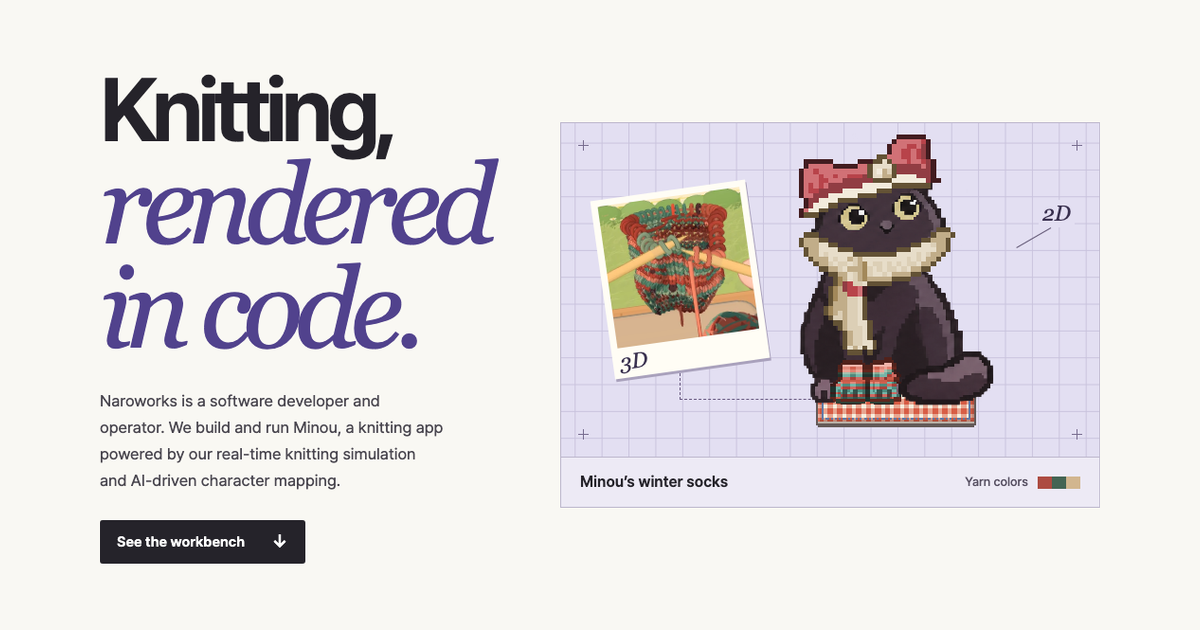 Knitting,
rendered
in code.
Naroworks is a software developer and
operator. We build and run Minou, a knitting app
powered by our real-time knitting simulation
and AI-driven character mapping.
See the workbench
3D
2D
Minou’s winter socks
Yarn colors